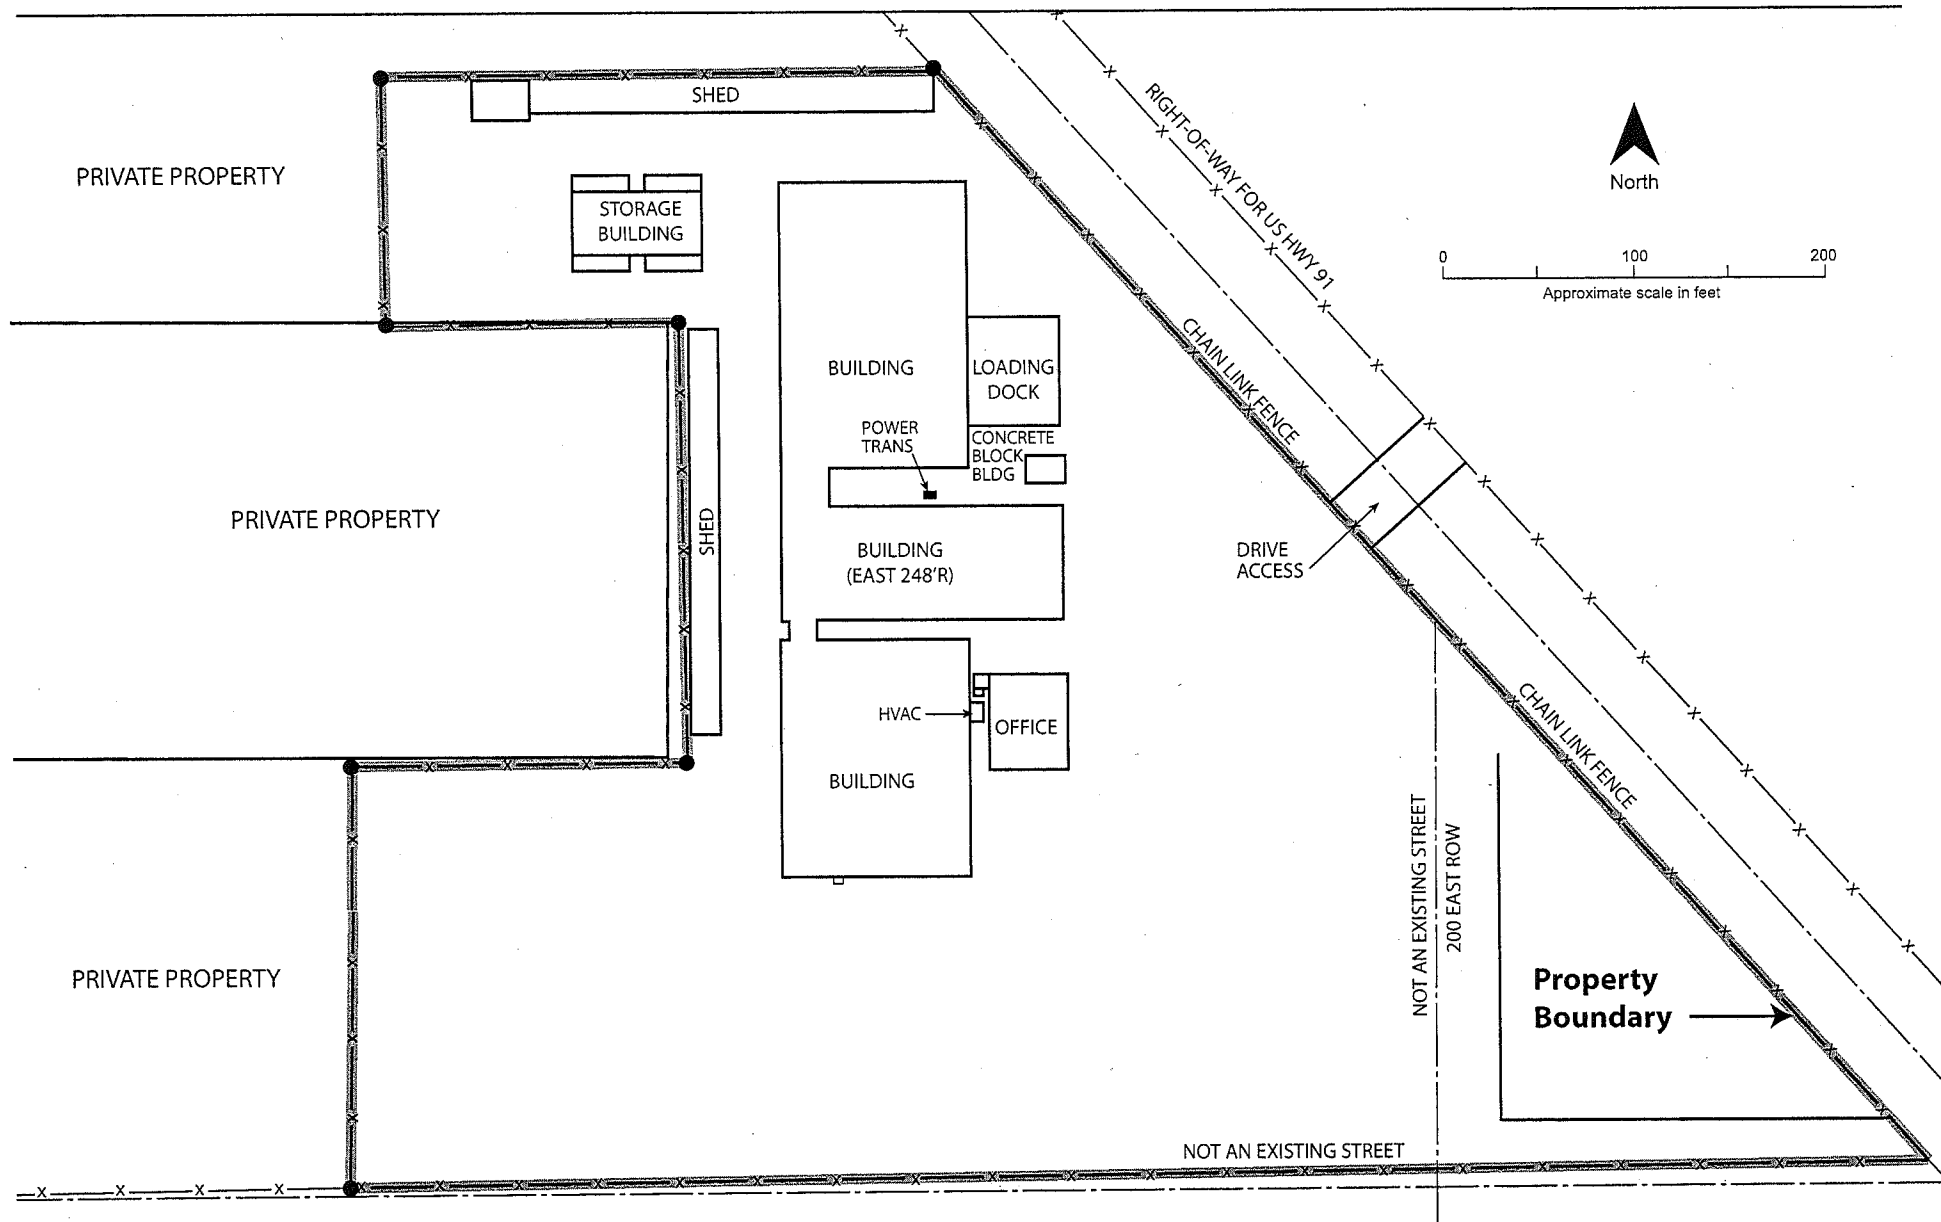 SHED
PRIVATE PROPERTY
RIGHT-OF-WAY FOR US HWY 91
North
STORAGE
BUILDING
0 100 200
Approximate scale in feet
CHAIN LINK FENCE
BUILDING
LOADING
DOCK
POWER
TRANS
CONCRETE
BLOCK
BLDG
PRIVATE PROPERTY
SHED
BUILDING
(EAST 248'R)
DRIVE
ACCESS
HVAC
OFFICE
CHAIN LINK FENCE
BUILDING
NOT AN EXISTING STREET
200 EAST ROW
PRIVATE PROPERTY
Property
Boundary
NOT AN EXISTING STREET